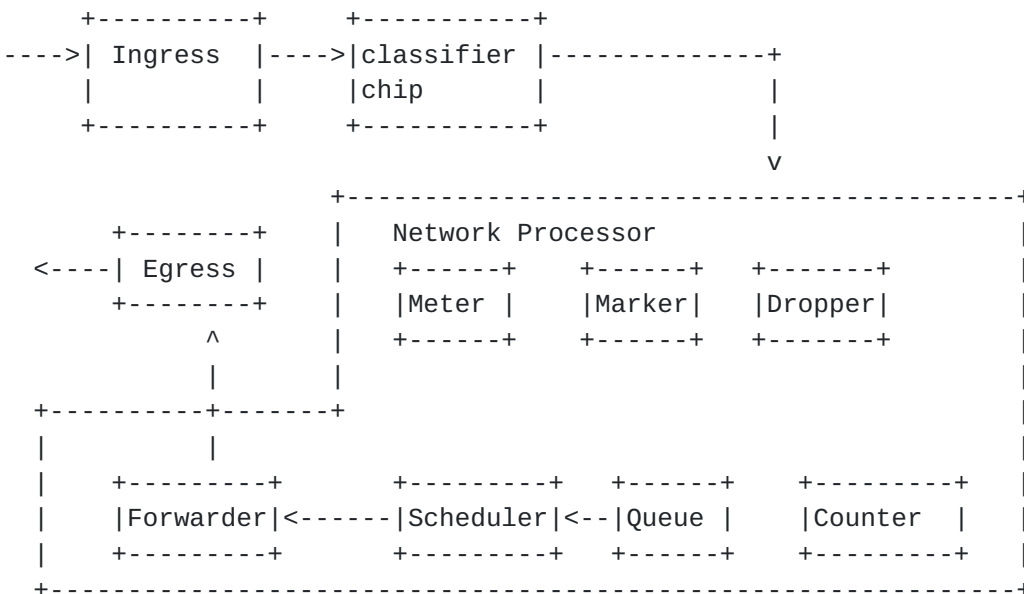 Ingress classifier
chip
Network Processor
Egress
Meter Marker Dropper
Forwarder Scheduler Queue Counter